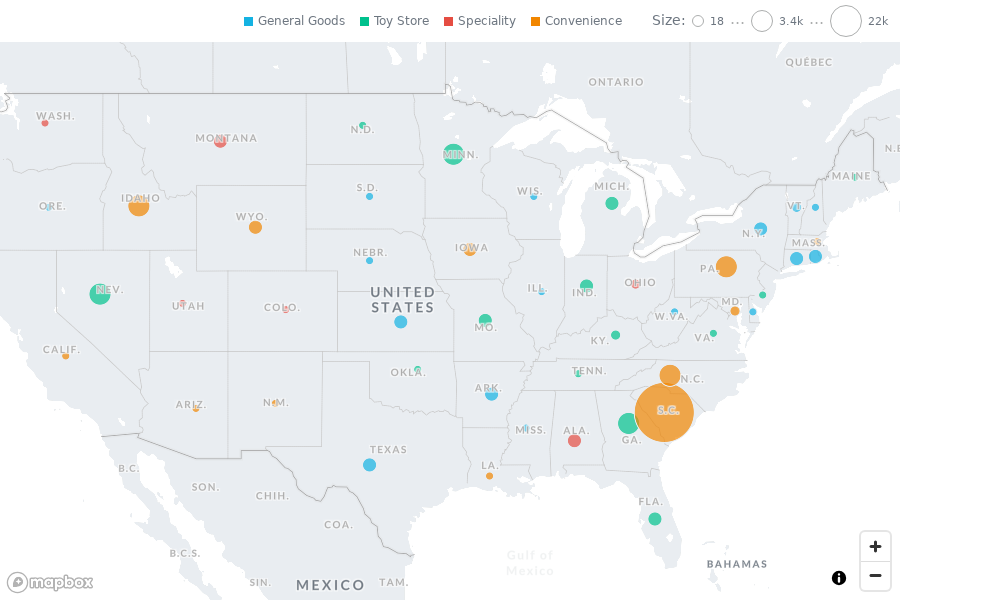 General Goods Toy Store Speciality Convenience Size: 18 ... 3.4k ... 22k
QUÉBEC
ONTARIO
WASH.
N.D.
MONTANA
MINN.
MAINE
IDAHO
S.D.
WIS.
MICH.
ORE.
VT.
WYO.
N.Y.
MASS.
NEBR.
IOWA
PA.
NEV.
UTAH
COLO.
UNITED
STATES
ILL.
IND.
OHIO
MD.
W.VA.
MO.
KY.
VA.
CALIF.
OKLA.
TENN.
N.C.
ARIZ.
N.M.
ARK.
S.C.
MISS.
ALA.
GA.
TEXAS
LA.
B.C.
SON.
CHIH.
FLA.
COA.
B.C.S.
Gulf of
Mexico
BAHAMAS
SIN.
MEXICO
TAM.
mapbox